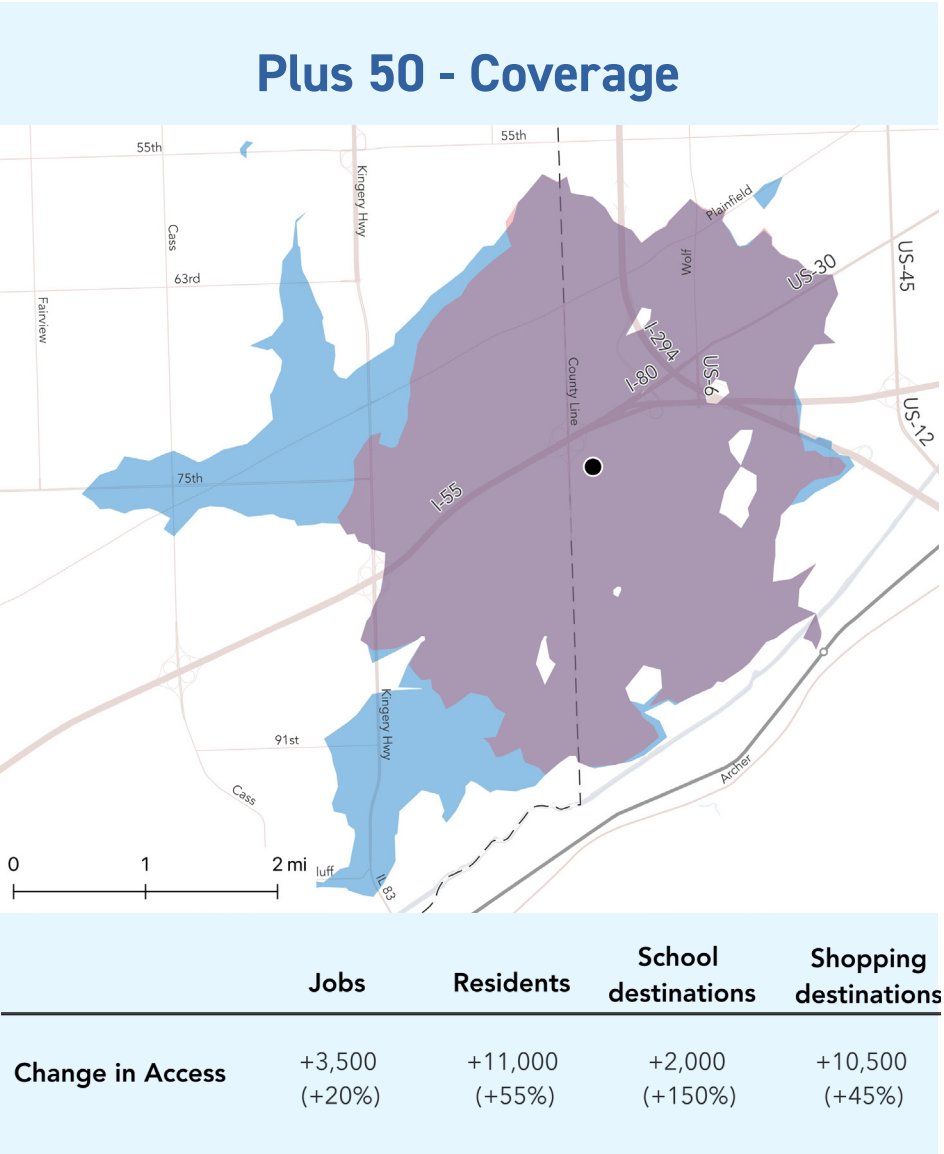 Plus 50 - Coverage
55th
55th
Kingery Hwy
Plainfield
Cass
Wolf
US-30
US-45
63rd
Fairview
I-294
I-80
US-6
County Line
US-12
75th
I-55
Kingery Hwy
91st
Archer
Cass
0 1 2 mi
luff
IL 83
Jobs Residents School destinations Shopping destinations
Change in Access +3,500 +11,000 +2,000 +10,500
(+20%) (+55%) (+150%) (+45%)